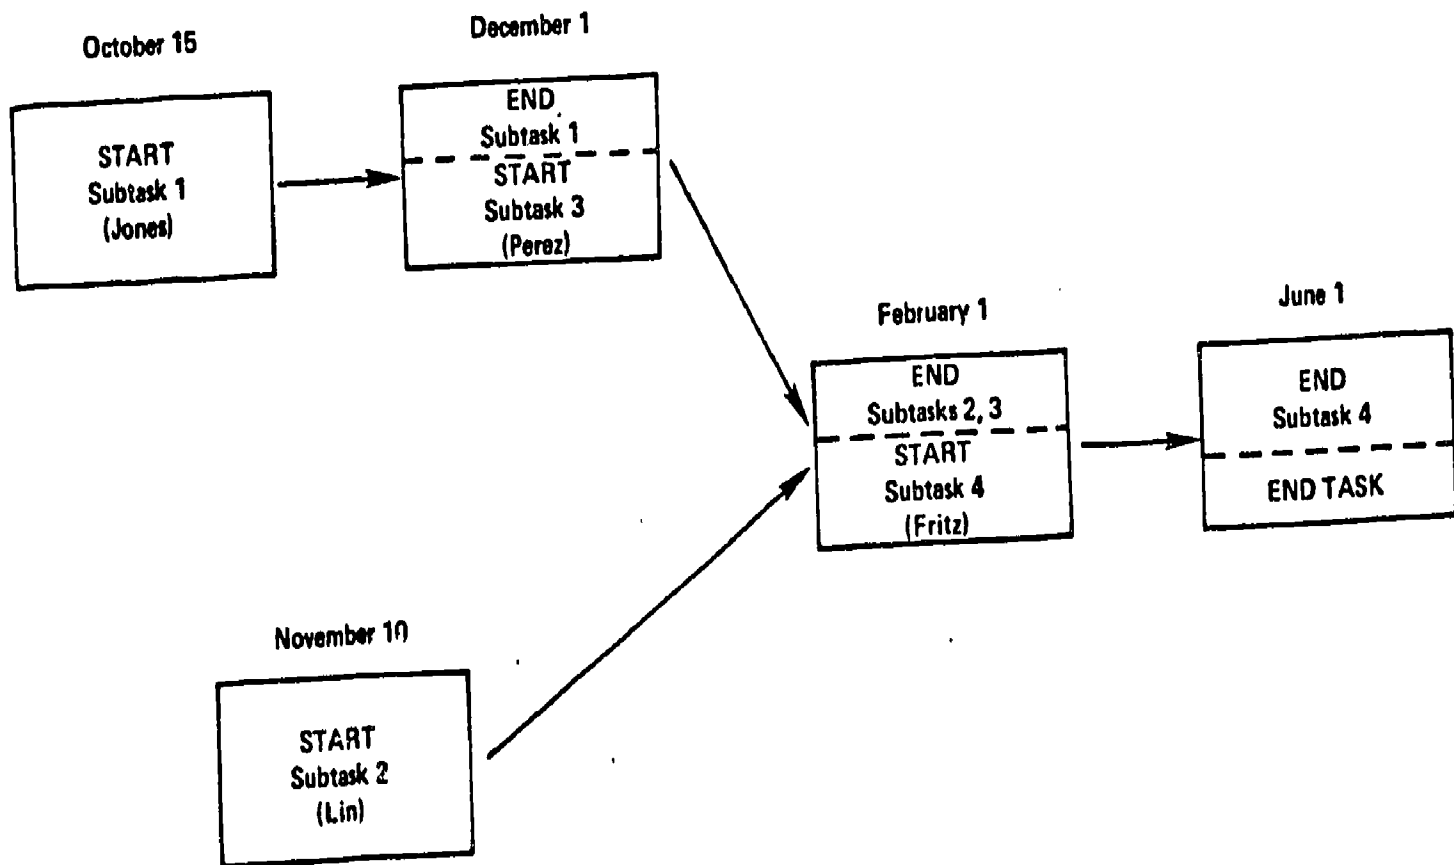 October 15
START
Subtask 1
(Jones)
December 1
END
Subtask 1
START
Subtask 3
(Perez)
February 1
END
Subtasks 2, 3
START
Subtask 4
(Fritz)
June 1
END
Subtask 4
END TASK
November 10
START
Subtask 2
(Lin)